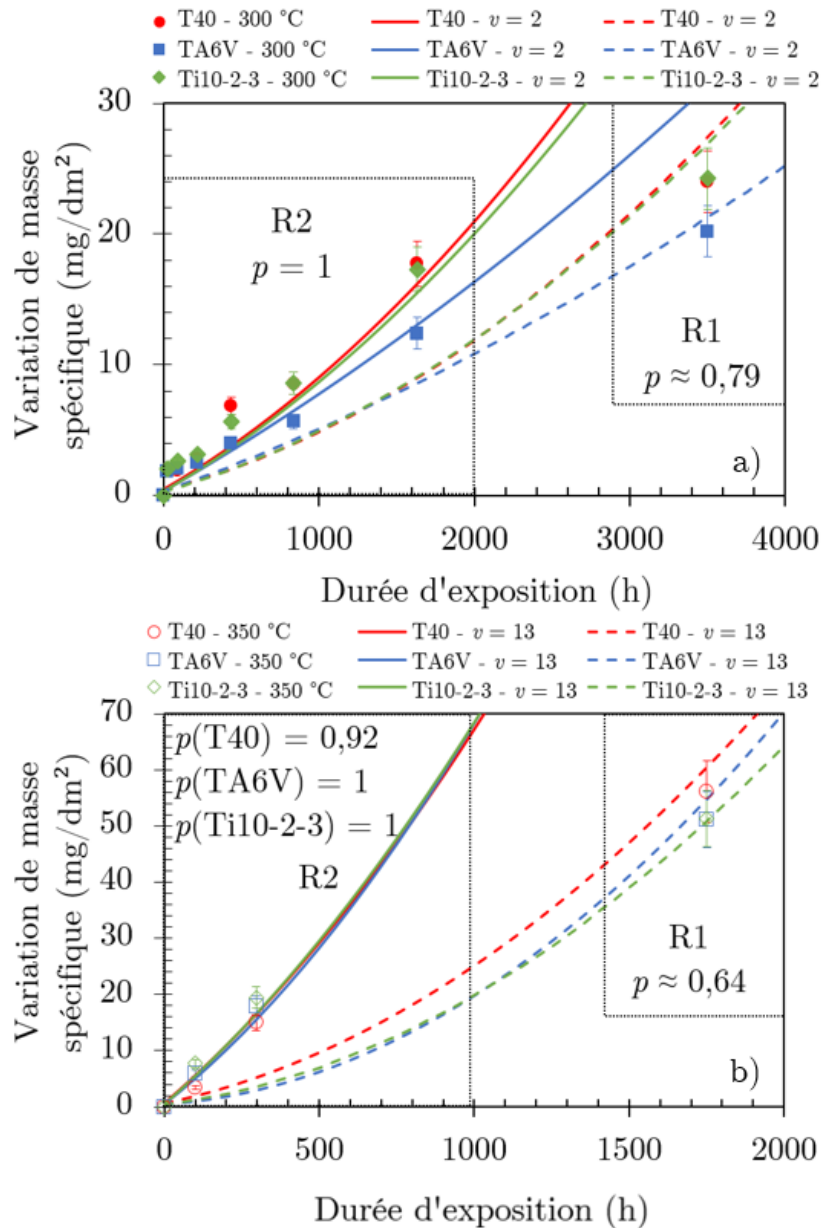 T40 - 300 °C T40 - v = 2 T40 - v = 2
TA6V - 300 °C TA6V - v = 2 TA6V - v = 2
Ti10-2-3 - 300 °C Ti10-2-3 - v = 2 Ti10-2-3 - v = 2
Variation de masse
spécifique (mg/dm²)
30
20
10
0
R2
p = 1
R1
p ≈ 0,79
a)
0 1000 2000 3000 4000
Durée d'exposition (h)
T40 - 350 °C T40 - v = 13 T40 - v = 13
TA6V - 350 °C TA6V - v = 13 TA6V - v = 13
Ti10-2-3 - 350 °C Ti10-2-3 - v = 13 Ti10-2-3 - v = 13
Variation de masse
spécifique (mg/dm²)
70
60
50
40
30
20
10
0
p(T40) = 0,92
p(TA6V) = 1
p(Ti10-2-3) = 1
R2
R1
p ≈ 0,64
b)
0 500 1000 1500 2000
Durée d'exposition (h)